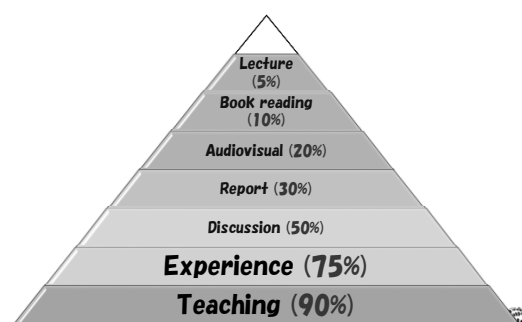 Lecture
(5%)
Book reading
(10%)
Audiovisual (20%)
Report (30%)
Discussion (50%)
Experience (75%)
Teaching (90%)